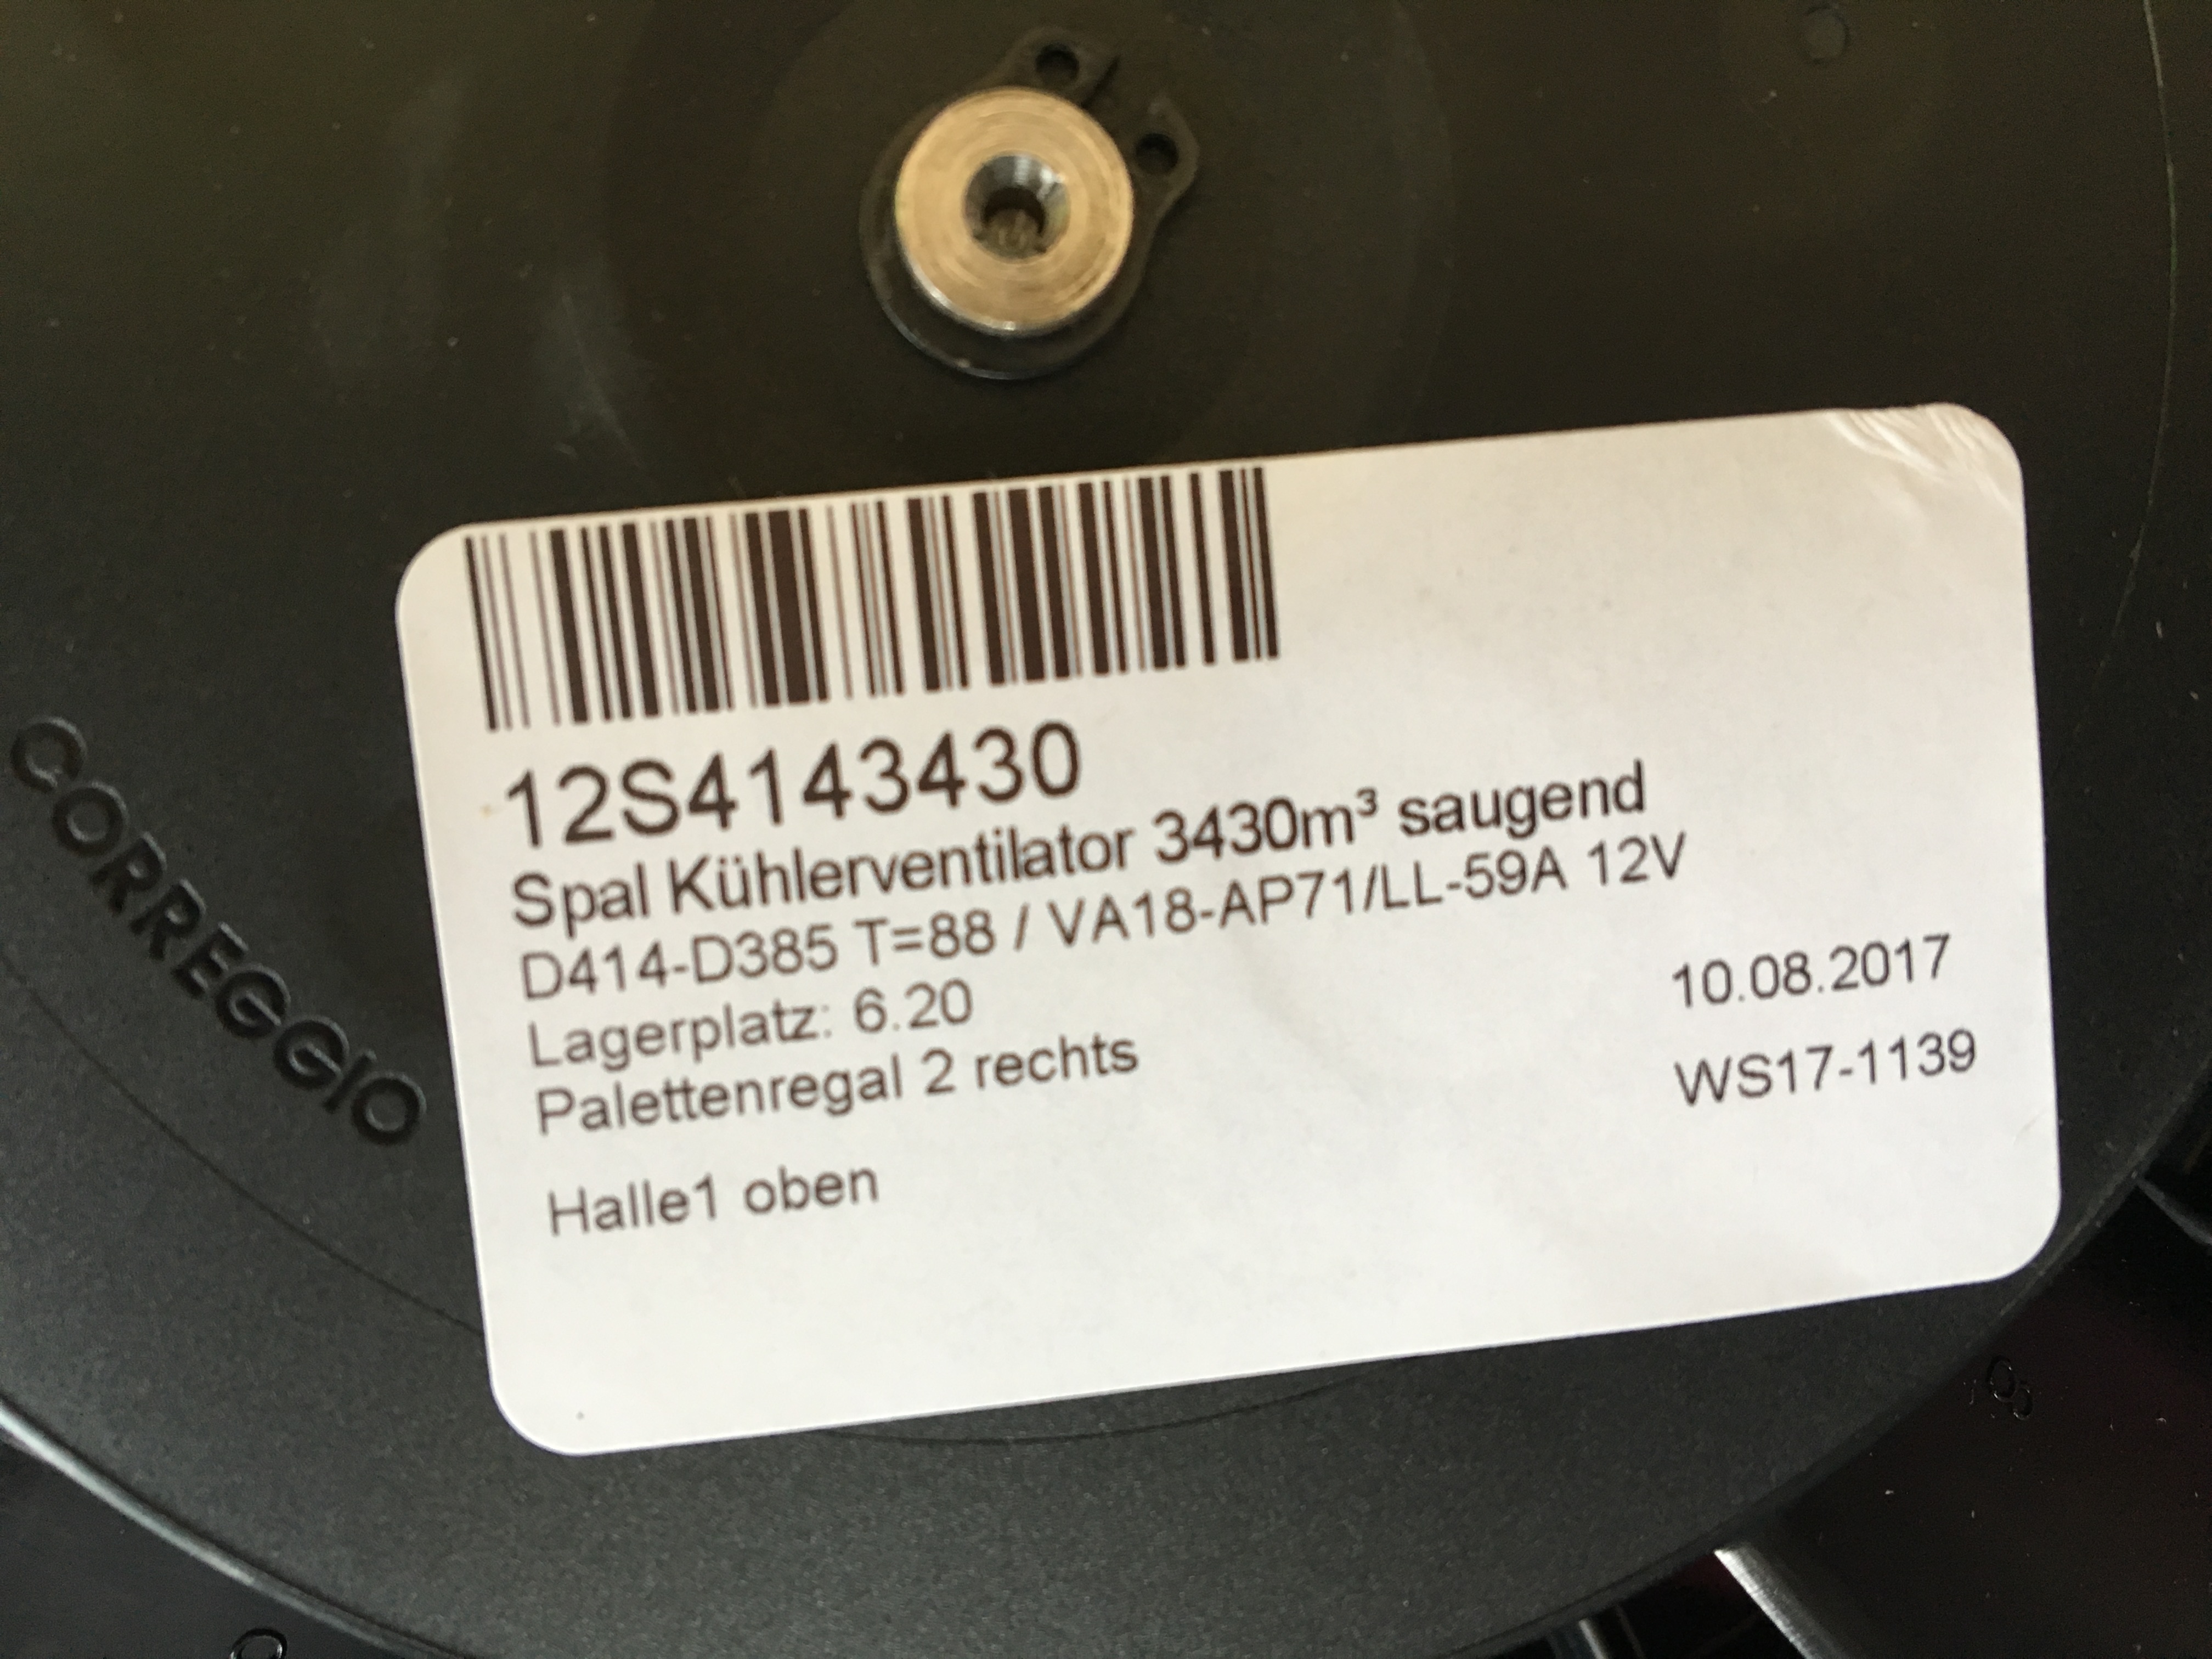 12S4143430
Spal Kühlerventilator 3430m³ saugend
D414-D385 T=88 / VA18-AP71/LL-59A 12V
Lagerplatz: 6.20
10.08.2017
Palettenregal 2 rechts
WS17-1139
Halle1 oben
CORREGGIO